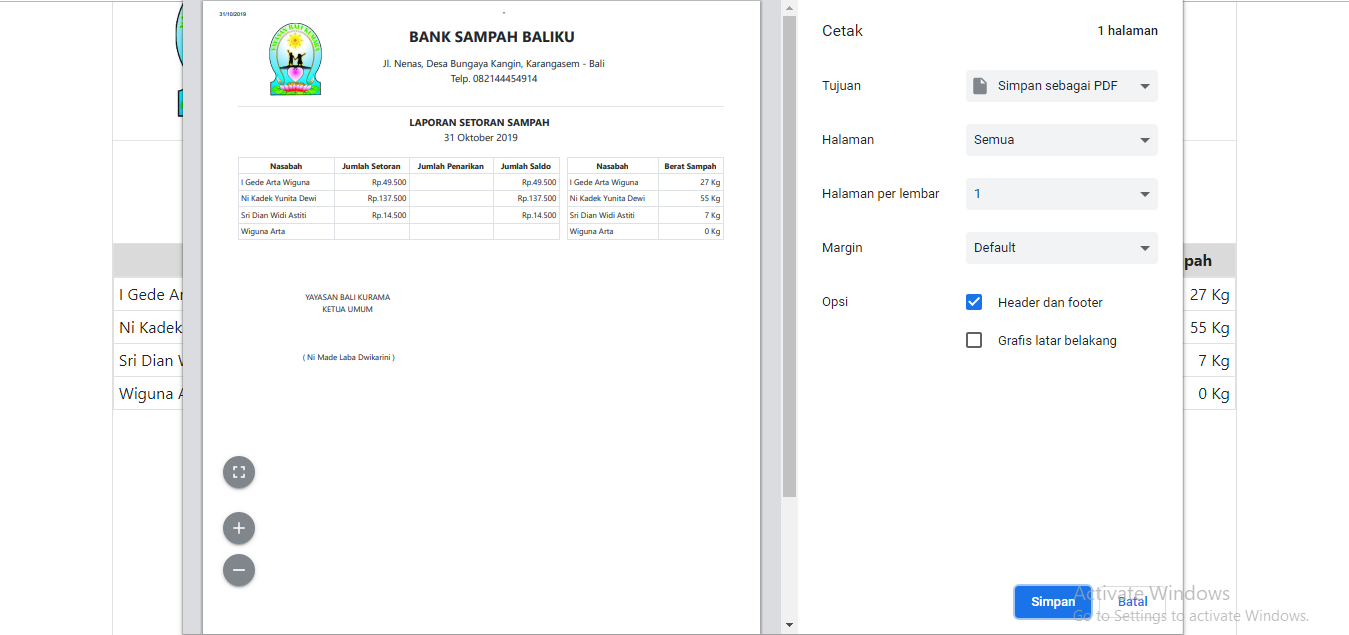 31/10/2019
BANK SAMPAH BALIKU
Jl. Nenas, Desa Bungaya Kangin, Karangasem - Bali
Telp. 082144454914
LAPORAN SETORAN SAMPAH
31 Oktober 2019
Nasabah Jumlah Setoran Jumlah Penarikan Jumlah Saldo Nasabah Berat Sampah
I Gede Arta Wiguna Rp.49.500 Rp.49.500 I Gede Arta Wiguna 27 Kg
Ni Kadek Yunita Dewi Rp.137.500 Rp.137.500 Ni Kadek Yunita Dewi 55 Kg
Sri Dian Widi Astiti Rp.14.500 Rp.14.500 Sri Dian Widi Astiti 7 Kg
Wiguna Arta Wiguna Arta 0 Kg
YAYASAN BALI KURAMA
KETUA UMUM
( Ni Made Laba Dwikarini )
Cetak 1 halaman
Tujuan Simpan sebagai PDF
Halaman Semua
Halaman per lembar 1
Margin Default
Opsi Header dan footer
Grafis latar belakang
Simpan Batal
I Gede Ar
Ni Kadek
Sri Dian
Wiguna
pah
27 Kg
55 Kg
7 Kg
0 Kg
Activate Windows
Go to Settings to activate Windows.